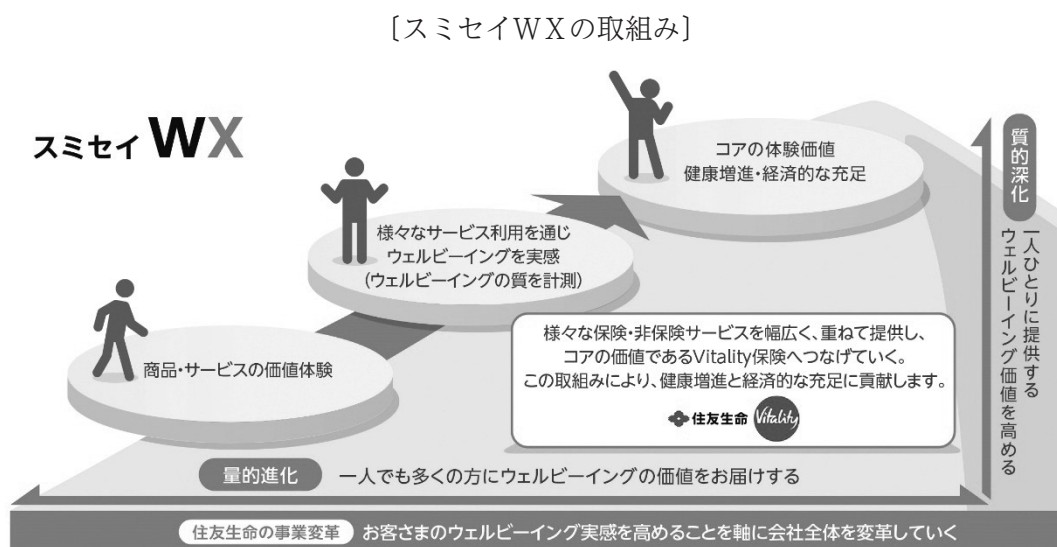 〔スミセイＷＸの取組み〕
スミセイ WX
コアの体験価値
健康増進・経済的な充足
様々なサービス利用を通じ
ウェルビーイングを実感
(ウェルビーイングの質を計測)
商品・サービスの価値体験
様々な保険・非保険サービスを幅広く、重ねて提供し、
コアの価値であるVitality保険へつなげていく。
この取組みにより、健康増進と経済的な充足に貢献します。
住友生命 Vitality
質的深化
一人ひとりに提供する
ウェルビーイング価値を高める
量的進化 一人でも多くの方にウェルビーイングの価値をお届けする
住友生命の事業変革 お客さまのウェルビーイング実感を高めることを軸に会社全体を変革していく